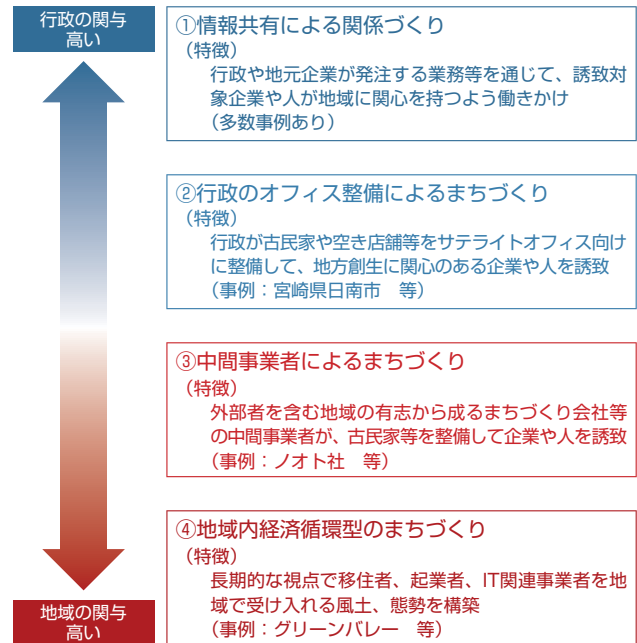 行政の関与
高い
①情報共有による関係づくり
（特徴）
行政や地元企業が発注する業務等を通じて、誘致対
象企業や人が地域に関心を持つよう働きかけ
（多数事例あり）
②行政のオフィス整備によるまちづくり
（特徴）
行政が古民家や空き店舗等をサテライトオフィス向け
に整備して、地方創生に関心のある企業や人を誘致
（事例：宮崎県日南市　等）
③中間事業者によるまちづくり
（特徴）
外部者を含む地域の有志から成るまちづくり会社等
の中間事業者が、古民家等を整備して企業や人を誘致
（事例：ノオト社　等）
④地域内経済循環型のまちづくり
（特徴）
長期的な視点で移住者、起業者、IT関連事業者を地
域で受け入れる風土、態勢を構築
（事例：グリーンバレー　等）
地域の関与
高い